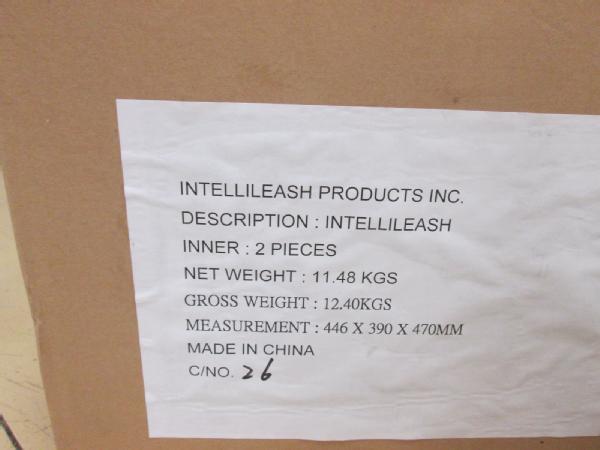 INTELLILEASH PRODUCTS INC.
DESCRIPTION : INTELLILEASH
INNER : 2 PIECES
NET WEIGHT : 11.48 KGS
GROSS WEIGHT : 12.40KGS
MEASUREMENT : 446 X 390 X 470MM
MADE IN CHINA
C/NO. 26